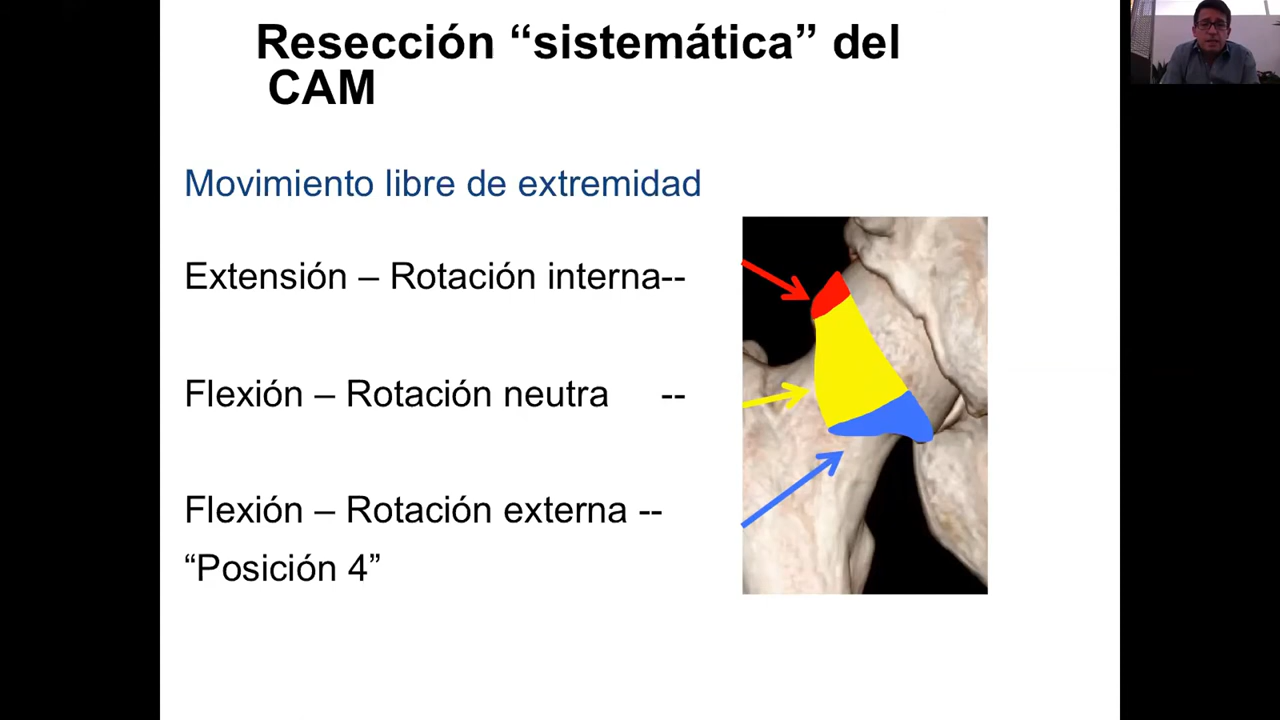 Resección “sistemática” del
CAM
Movimiento libre de extremidad
Extensión – Rotación interna--
Flexión – Rotación neutra --
Flexión – Rotación externa --
“Posición 4”